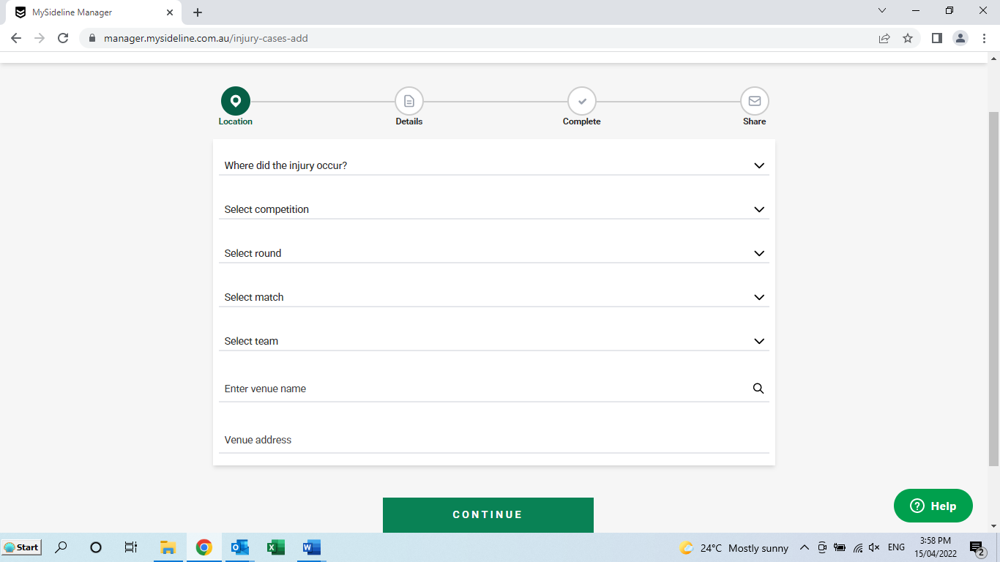 MySideline Manager
manager.mysideline.com.au/injury-cases-add
Location
Details
Complete
Share
Where did the injury occur?
Select competition
Select round
Select match
Select team
Enter venue name
Venue address
CONTINUE
Help
Start
24°C Mostly sunny
ENG
3:58 PM
15/04/2022
2